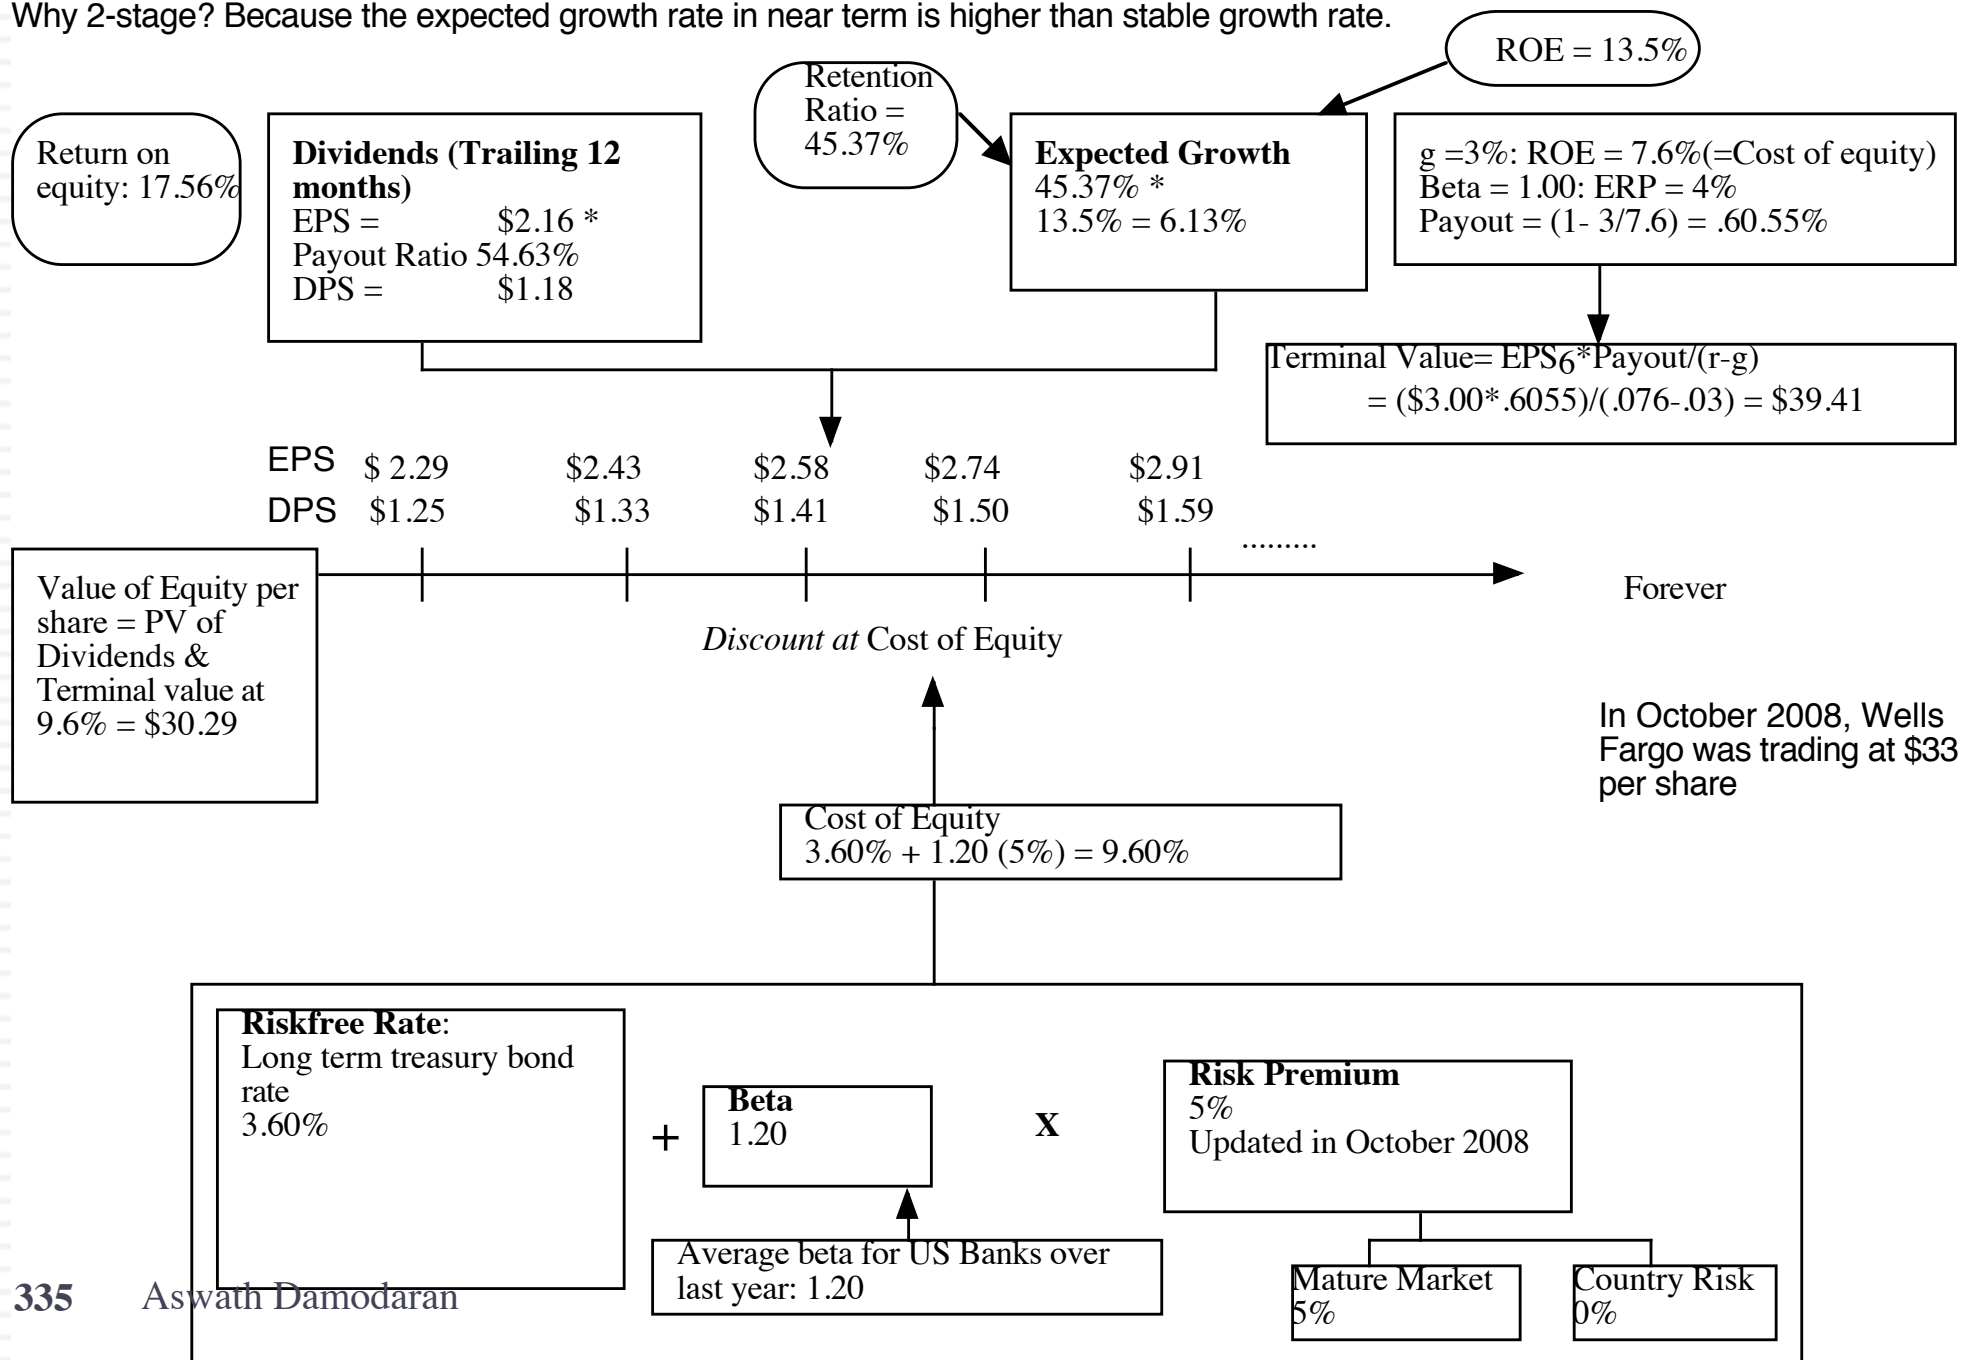 Why 2-stage? Because the expected growth rate in near term is higher than stable growth rate.
ROE = 13.5%
Retention
Ratio =
45.37%
Return on
equity: 17.56%
Dividends (Trailing 12
months)
EPS = $2.16 *
Payout Ratio 54.63%
DPS = $1.18
Expected Growth
45.37% *
13.5% = 6.13%
g =3%: ROE = 7.6%(=Cost of equity)
Beta = 1.00: ERP = 4%
Payout = (1- 3/7.6) = .60.55%
Terminal Value= EPS6*Payout/(r-g)
= ($3.00*.6055)/(.076-.03) = $39.41
EPS $ 2.29 $2.43 $2.58 $2.74 $2.91
DPS $1.25 $1.33 $1.41 $1.50 $1.59
.........
Forever
Value of Equity per
share = PV of
Dividends &
Terminal value at
9.6% = $30.29
Discount at Cost of Equity
In October 2008, Wells
Fargo was trading at $33
per share
Cost of Equity
3.60% + 1.20 (5%) = 9.60%
Riskfree Rate:
Long term treasury bond
rate
3.60%
+
Beta
1.20
X
Risk Premium
5%
Updated in October 2008
Average beta for US Banks over
last year: 1.20
Mature Market
5%
Country Risk
0%
335 Aswath Damodaran